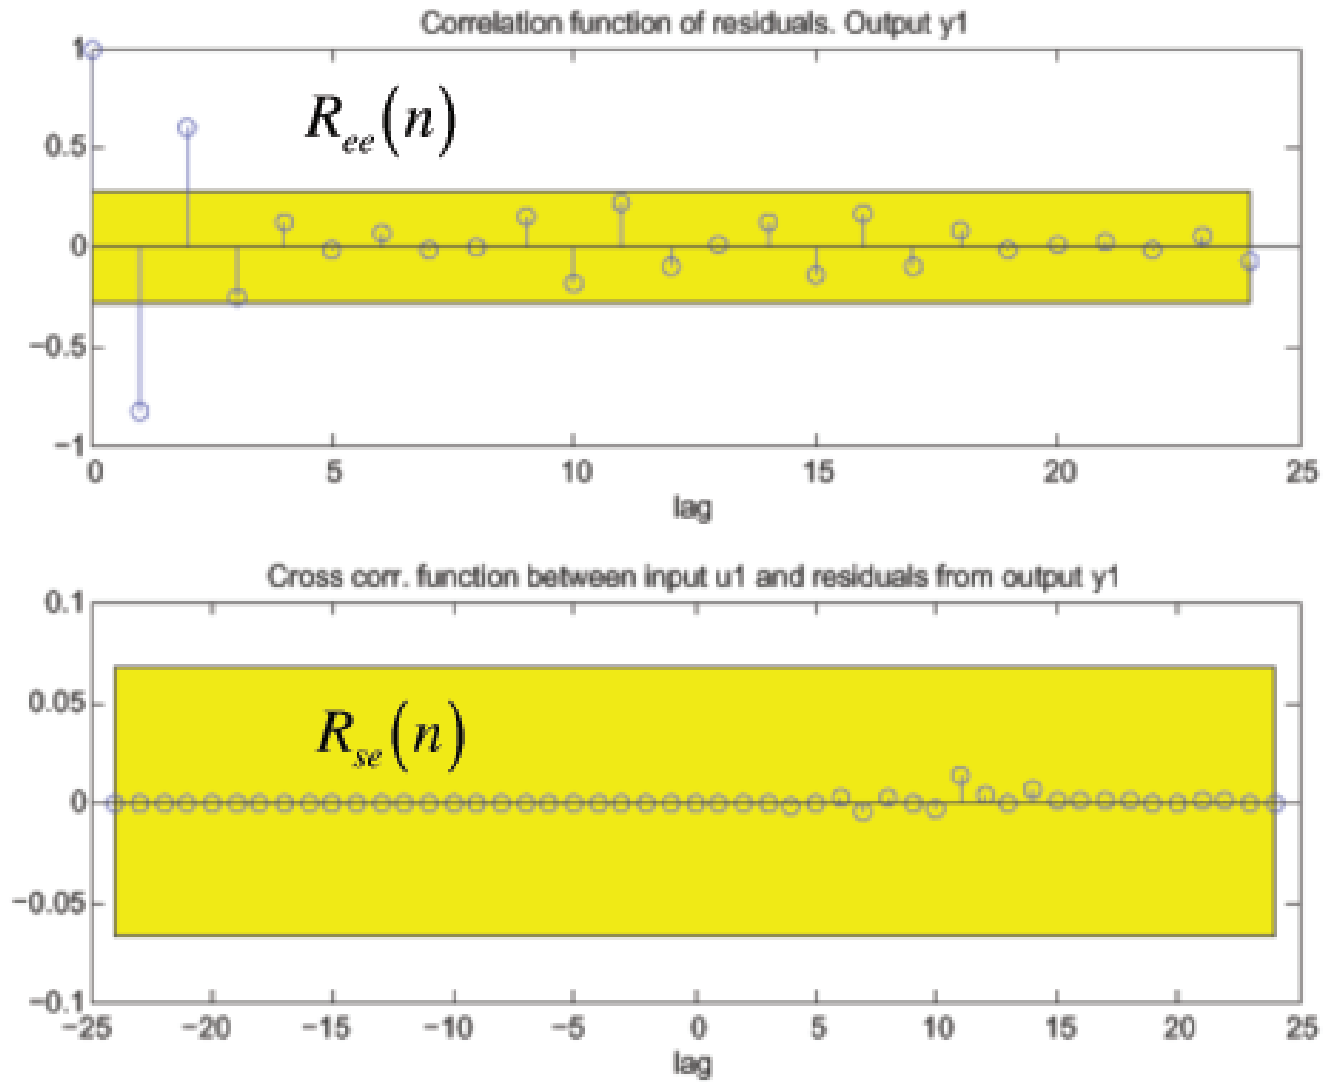 Correlation function of residuals. Output y1
1
R_ee(n)
0.5
0
−0.5
−1
0 5 10 15 20 25
lag
Cross corr. function between input u1 and residuals from output y1
0.1
0.05
R_se(n)
0
−0.05
−0.1
−25 −20 −15 −10 −5 0 5 10 15 20 25
lag